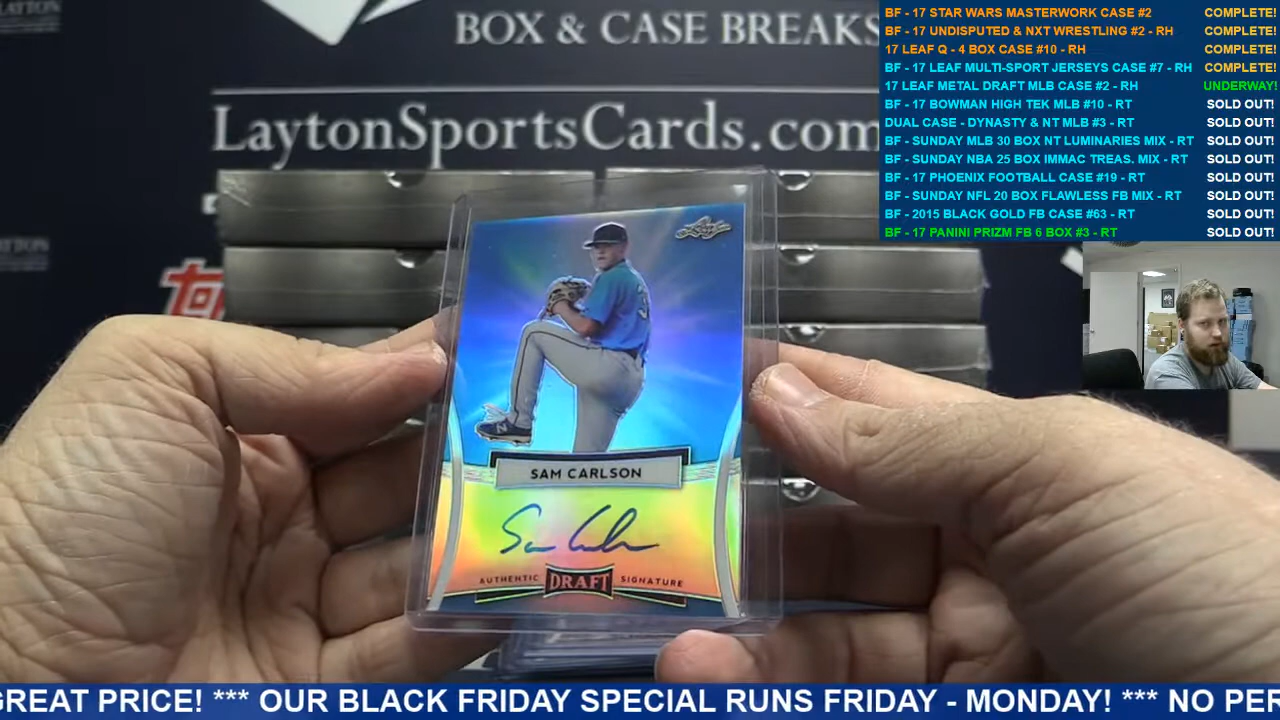 BOX & CASE BREAKS
LaytonSportsCards.com
BF - 17 STAR WARS MASTERWORK CASE #2 COMPLETE!
BF - 17 UNDISPUTED & NXT WRESTLING #2 - RH COMPLETE!
17 LEAF Q - 4 BOX CASE #10 - RH COMPLETE!
BF - 17 LEAF MULTI-SPORT JERSEYS CASE #7 - RH COMPLETE!
17 LEAF METAL DRAFT MLB CASE #2 - RH UNDERWAY!
BF - 17 BOWMAN HIGH TEK MLB #10 - RT SOLD OUT!
DUAL CASE - DYNASTY & NT MLB #3 - RT SOLD OUT!
BF - SUNDAY MLB 30 BOX NT LUMINARIES MIX - RT SOLD OUT!
BF - SUNDAY NBA 25 BOX IMMAC TREAS. MIX - RT SOLD OUT!
BF - 17 PHOENIX FOOTBALL CASE #19 - RT SOLD OUT!
BF - SUNDAY NFL 20 BOX FLAWLESS FB MIX - RT SOLD OUT!
BF - 2015 BLACK GOLD FB CASE #63 - RT SOLD OUT!
BF - 17 PANINI PRIZM FB 6 BOX #3 - RT SOLD OUT!
Leaf
SAM CARLSON
AUTHENTIC DRAFT SIGNATURE
GREAT PRICE! *** OUR BLACK FRIDAY SPECIAL RUNS FRIDAY - MONDAY! *** NO PER